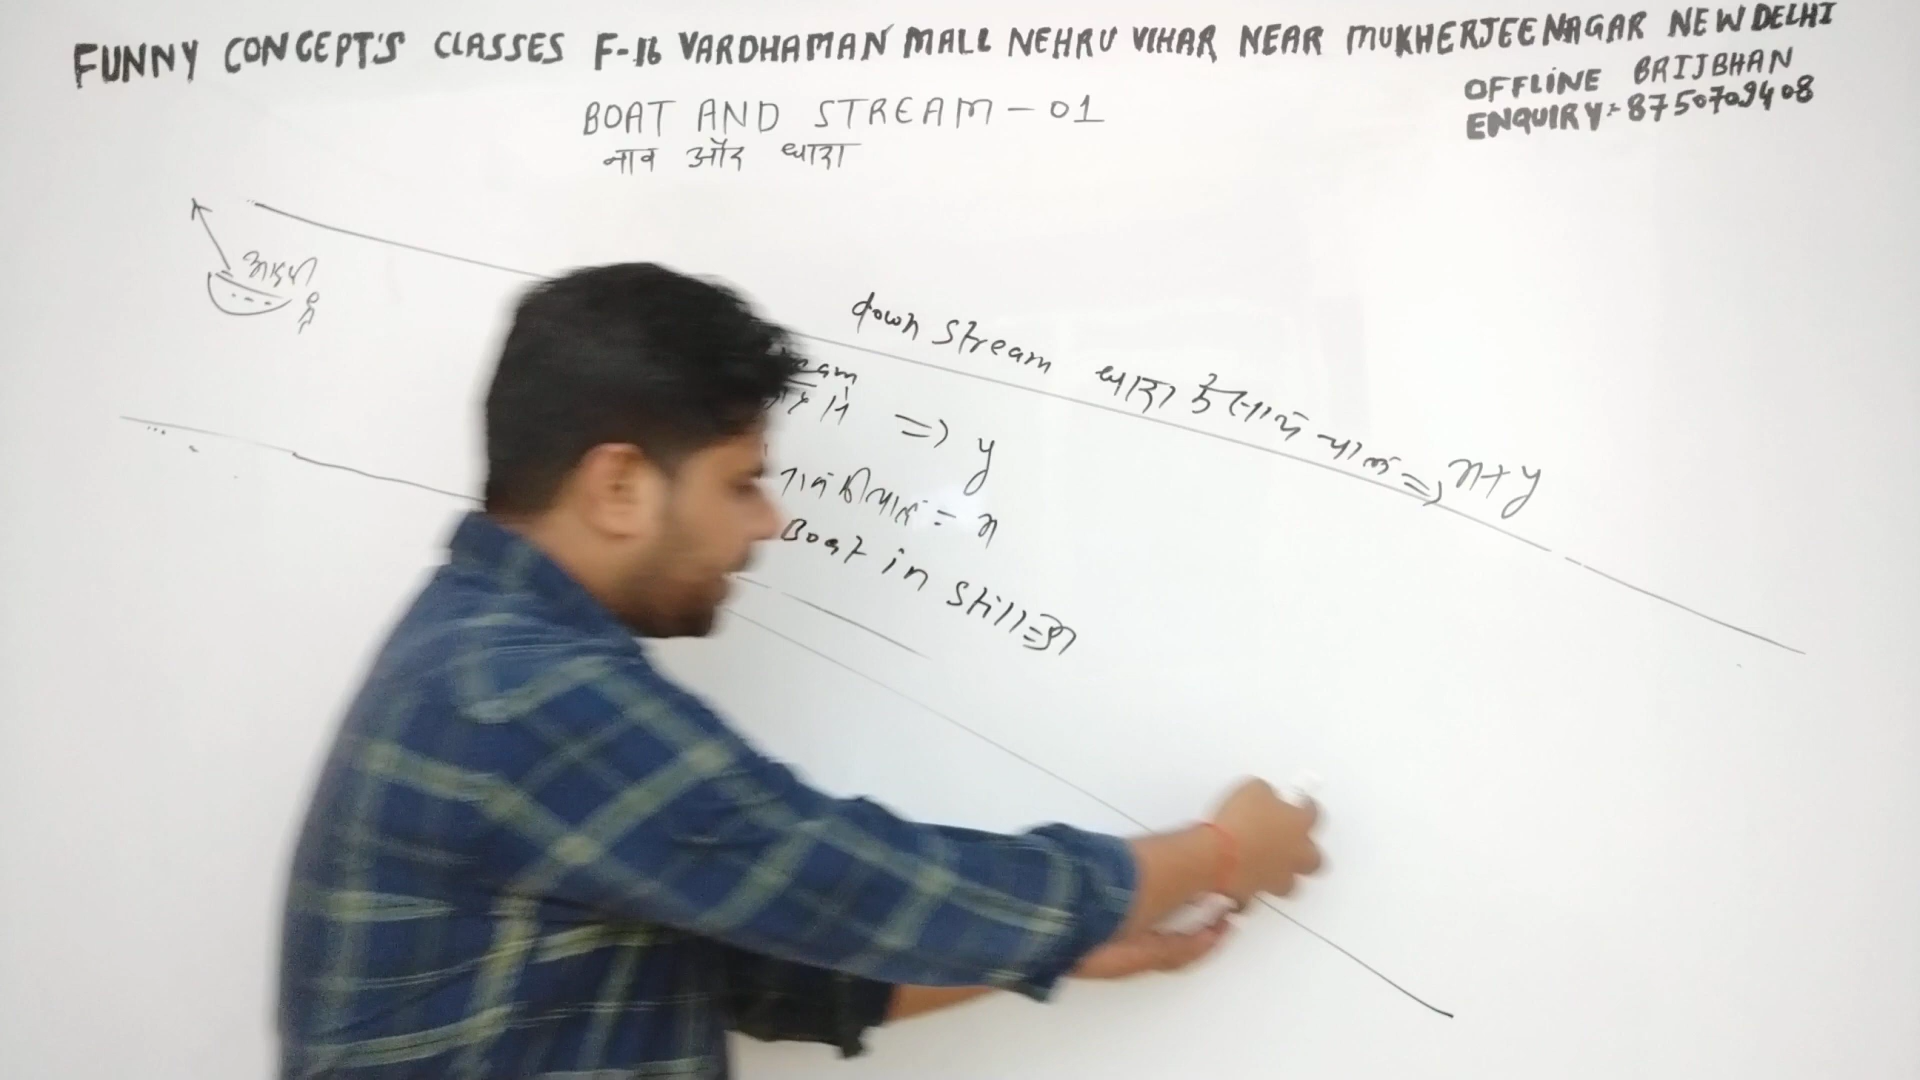 FUNNY CONCEPT'S CLASSES F-16 VARDHAMAN MALL NEHRU VIHAR NEAR MUKHERJEE NAGAR NEW DELHI
OFFLINE BRIJBHAN
ENQUIRY:- 8750709408
BOAT AND STREAM - 01
नाव और धारा
आदमी
down stream धारा के साथ चाल => x+y
=> y
चाल = x
Boat in still =